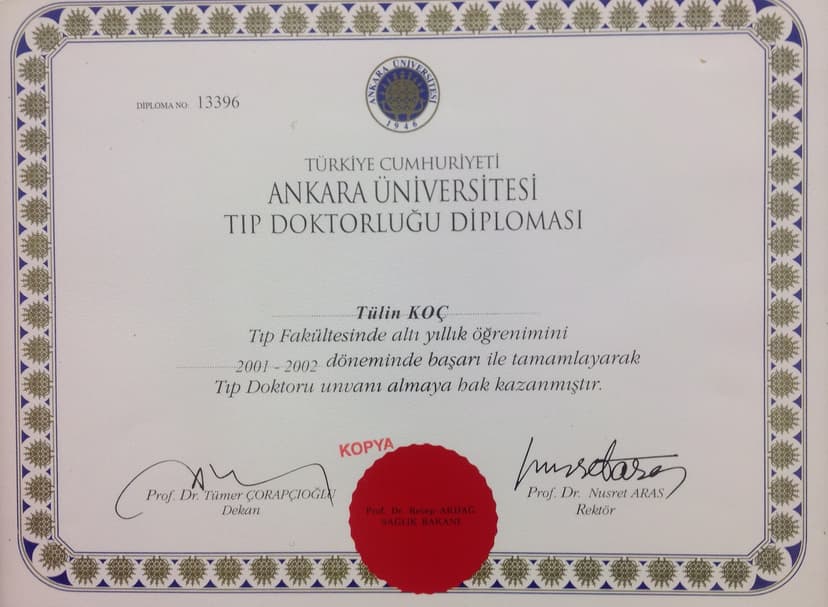 ANKARA ÜNİVERSİTESİ
1946
DİPLOMA NO: 13396
TÜRKİYE CUMHURİYETİ
ANKARA ÜNİVERSİTESİ
TIP DOKTORLUĞU DİPLOMASI
Tülin KOÇ
Tıp Fakültesinde altı yıllık öğrenimini
2001 - 2002 döneminde başarı ile tamamlayarak
Tıp Doktoru unvanı almaya hak kazanmıştır.
KOPYA
Prof. Dr. Tümer ÇORAPÇIOĞLU
Dekan
Prof. Dr. Recep AKDAĞ
SAĞLIK BAKANI
Prof. Dr. Nusret ARAS
Rektör